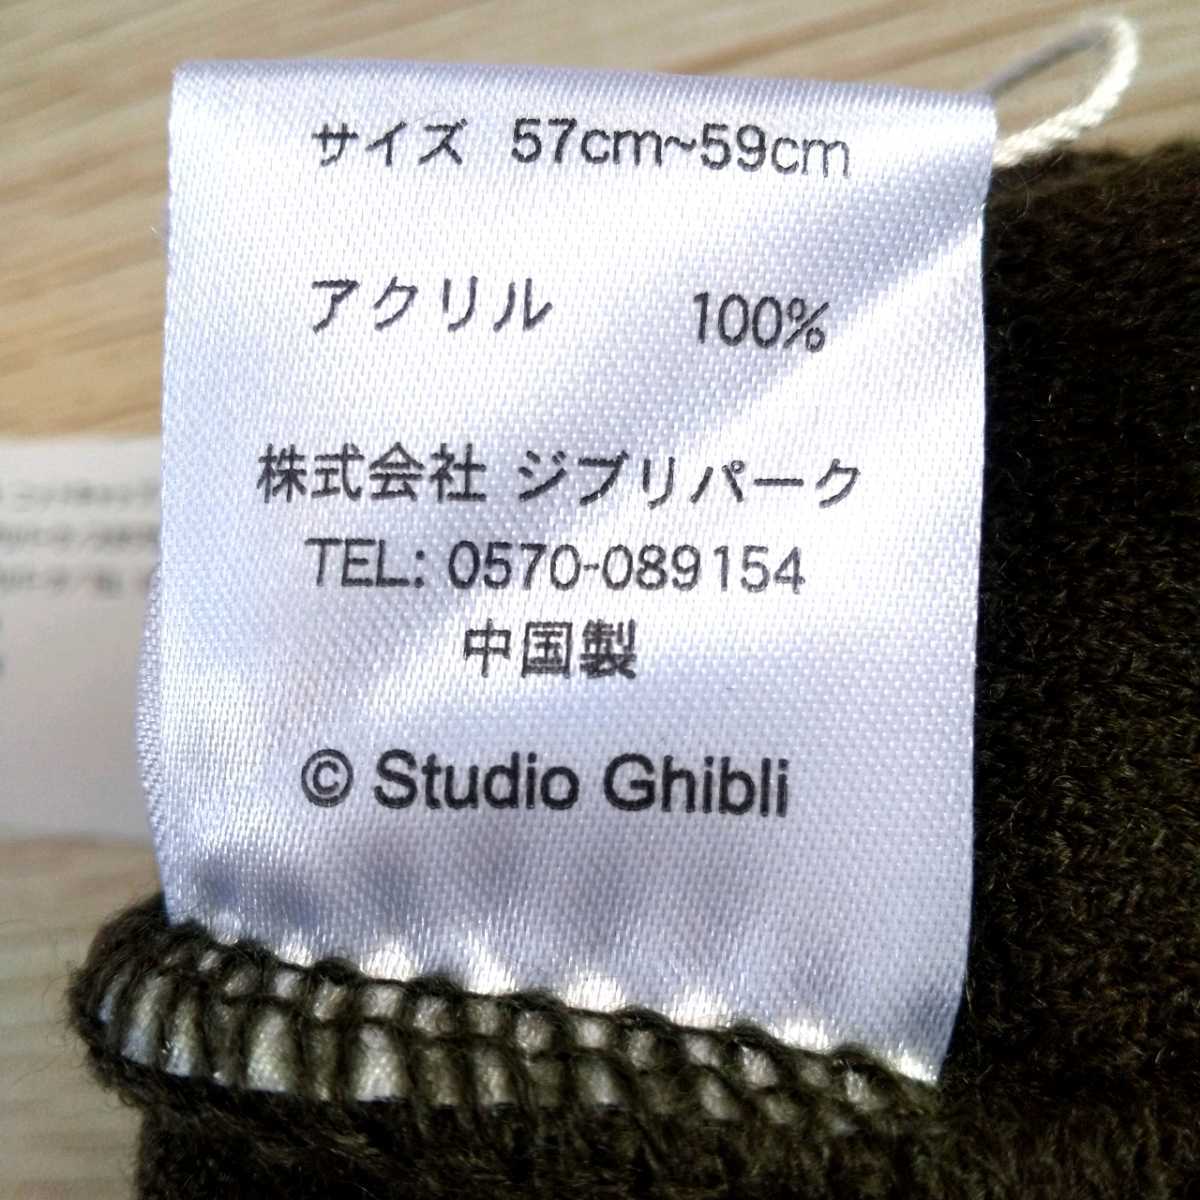 サイズ 57cm~59cm
アクリル 100%
株式会社 ジブリパーク
TEL: 0570-089154
中国製
© Studio Ghibli